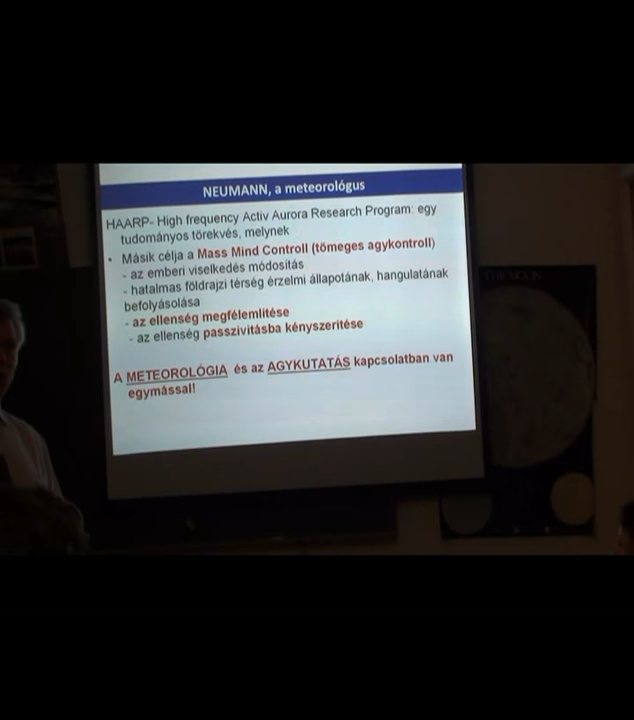 NEUMANN, a meteorológus
HAARP- High frequency Activ Aurora Research Program: egy
tudományos törekvés, melynek
• Másik célja a Mass Mind Controll (tömeges agykontroll)
- az emberi viselkedés módosítás
- hatalmas földrajzi térség érzelmi állapotának, hangulatának
befolyásolása
- az ellenség megfélemlítése
- az ellenség passzivitásba kényszerítése
A METEOROLÓGIA és az AGYKUTATÁS kapcsolatban van
egymással!
THE MOON